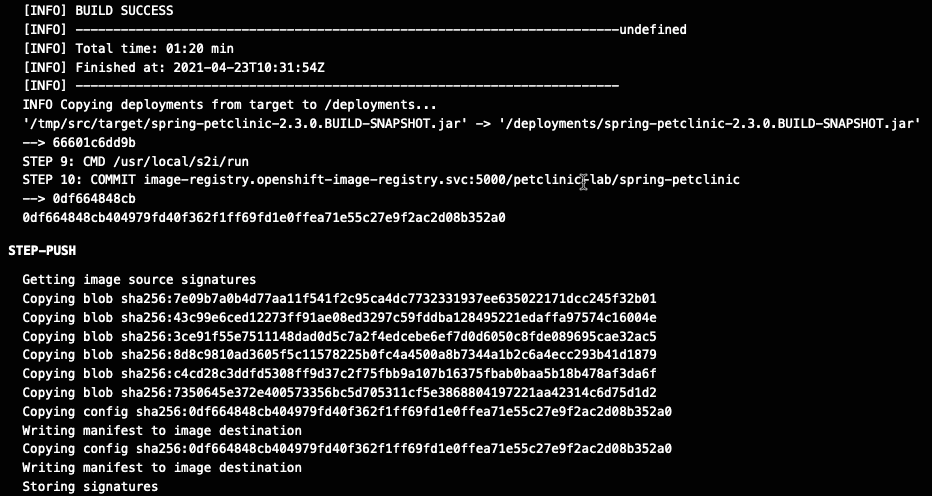 [INFO] BUILD SUCCESS
[INFO] ------------------------------------------------------------------------undefined
[INFO] Total time: 01:20 min
[INFO] Finished at: 2021-04-23T10:31:54Z
[INFO] ------------------------------------------------------------------------
INFO Copying deployments from target to /deployments...
'/tmp/src/target/spring-petclinic-2.3.0.BUILD-SNAPSHOT.jar' -> '/deployments/spring-petclinic-2.3.0.BUILD-SNAPSHOT.jar'
--> 66601c6dd9b
STEP 9: CMD /usr/local/s2i/run
STEP 10: COMMIT image-registry.openshift-image-registry.svc:5000/petclinic-lab/spring-petclinic
--> 0df664848cb
0df664848cb404979fd40f362f1ff69fd1e0ffea71e55c27e9f2ac2d08b352a0
STEP-PUSH
Getting image source signatures
Copying blob sha256:7e09b7a0b4d77aa11f541f2c95ca4dc7732331937ee635022171dcc245f32b01
Copying blob sha256:43c99e6ced12273ff91ae08ed3297c59fddba128495221edaffa97574c16004e
Copying blob sha256:3ce91f55e7511148dad0d5c7a2f4edcebe6ef7d0d6050c8fde089695cae32ac5
Copying blob sha256:8d8c9810ad3605f5c11578225b0fc4a4500a8b7344a1b2c6a4ecc293b41d1879
Copying blob sha256:c4cd28c3ddfd5308ff9d37c2f75fbb9a107b16375fbab0baa5b18b478af3da6f
Copying blob sha256:7350645e372e400573356bc5d705311cf5e3868804197221aa42314c6d75d1d2
Copying config sha256:0df664848cb404979fd40f362f1ff69fd1e0ffea71e55c27e9f2ac2d08b352a0
Writing manifest to image destination
Copying config sha256:0df664848cb404979fd40f362f1ff69fd1e0ffea71e55c27e9f2ac2d08b352a0
Writing manifest to image destination
Storing signatures